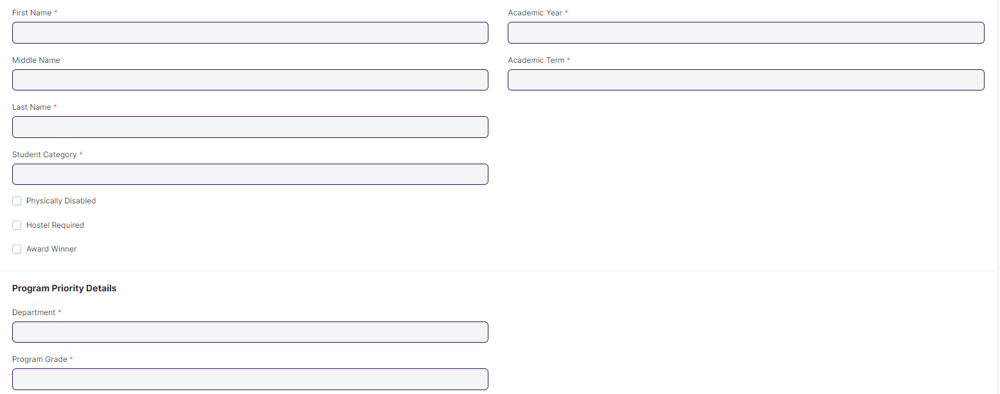 First Name *
Academic Year *
Middle Name
Academic Term *
Last Name *
Student Category *
Physically Disabled
Hostel Required
Award Winner
Program Priority Details
Department *
Program Grade *